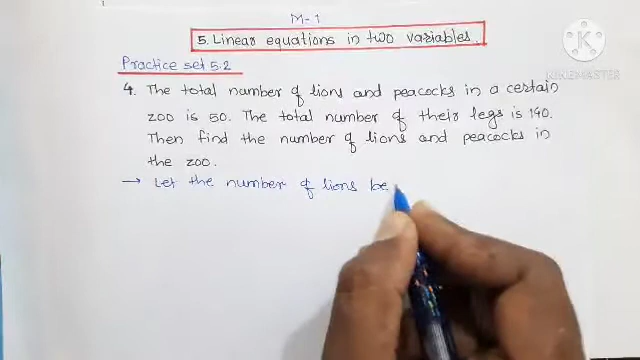 M-1
5. Linear equations in two variables.
Practice set 5.2
4. The total number of lions and peacocks in a certain
zoo is 50. The total number of their legs is 140.
Then find the number of lions and peacocks in
the zoo.
→ Let the number of lions be
KINEMASTER